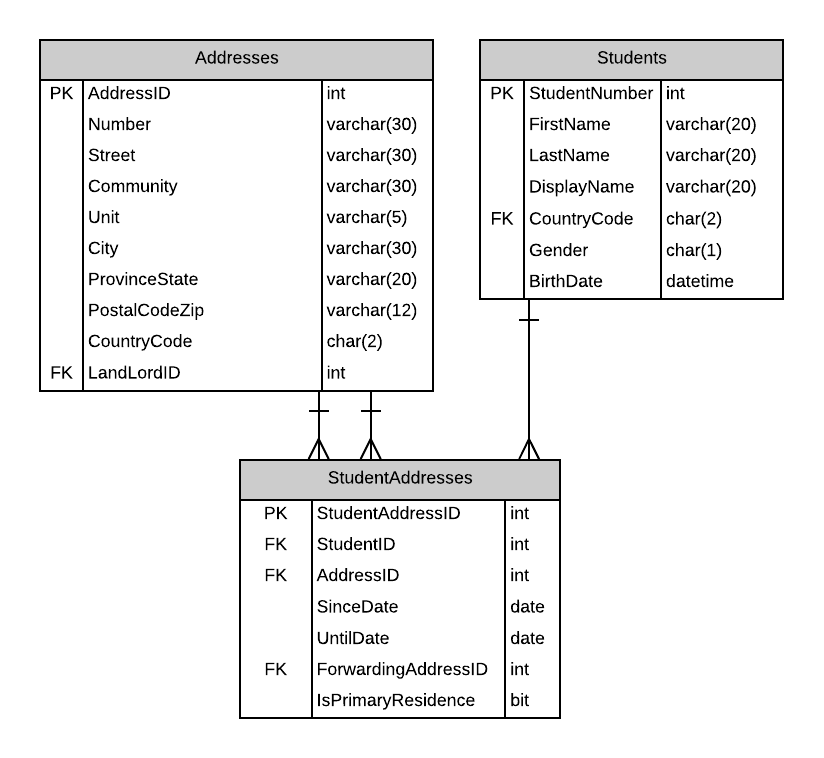 Addresses
PK AddressID int
Number varchar(30)
Street varchar(30)
Community varchar(30)
Unit varchar(5)
City varchar(30)
ProvinceState varchar(20)
PostalCodeZip varchar(12)
CountryCode char(2)
FK LandLordID int
Students
PK StudentNumber int
FirstName varchar(20)
LastName varchar(20)
DisplayName varchar(20)
FK CountryCode char(2)
Gender char(1)
BirthDate datetime
StudentAddresses
PK StudentAddressID int
FK StudentID int
FK AddressID int
SinceDate date
UntilDate date
FK ForwardingAddressID int
IsPrimaryResidence bit